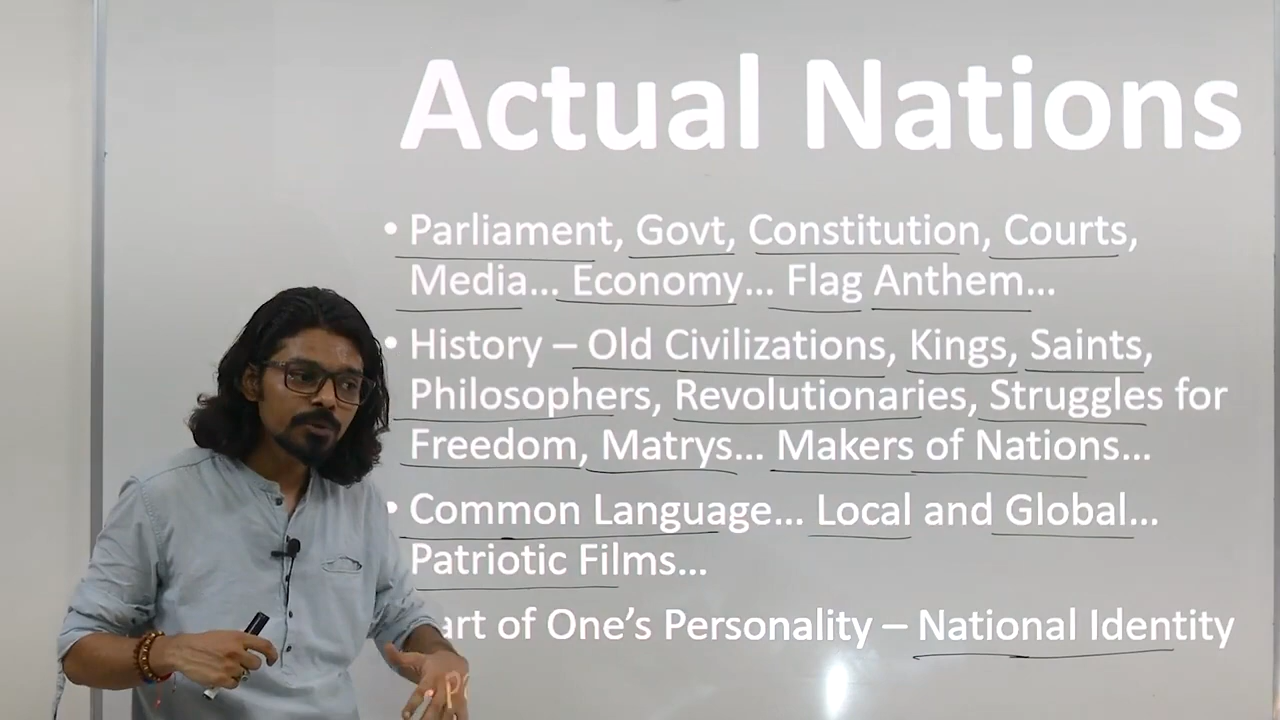 Actual Nations
• Parliament, Govt, Constitution, Courts,
Media... Economy... Flag Anthem...
• History – Old Civilizations, Kings, Saints,
Philosophers, Revolutionaries, Struggles for
Freedom, Matrys... Makers of Nations...
• Common Language... Local and Global...
Patriotic Films...
art of One's Personality – National Identity